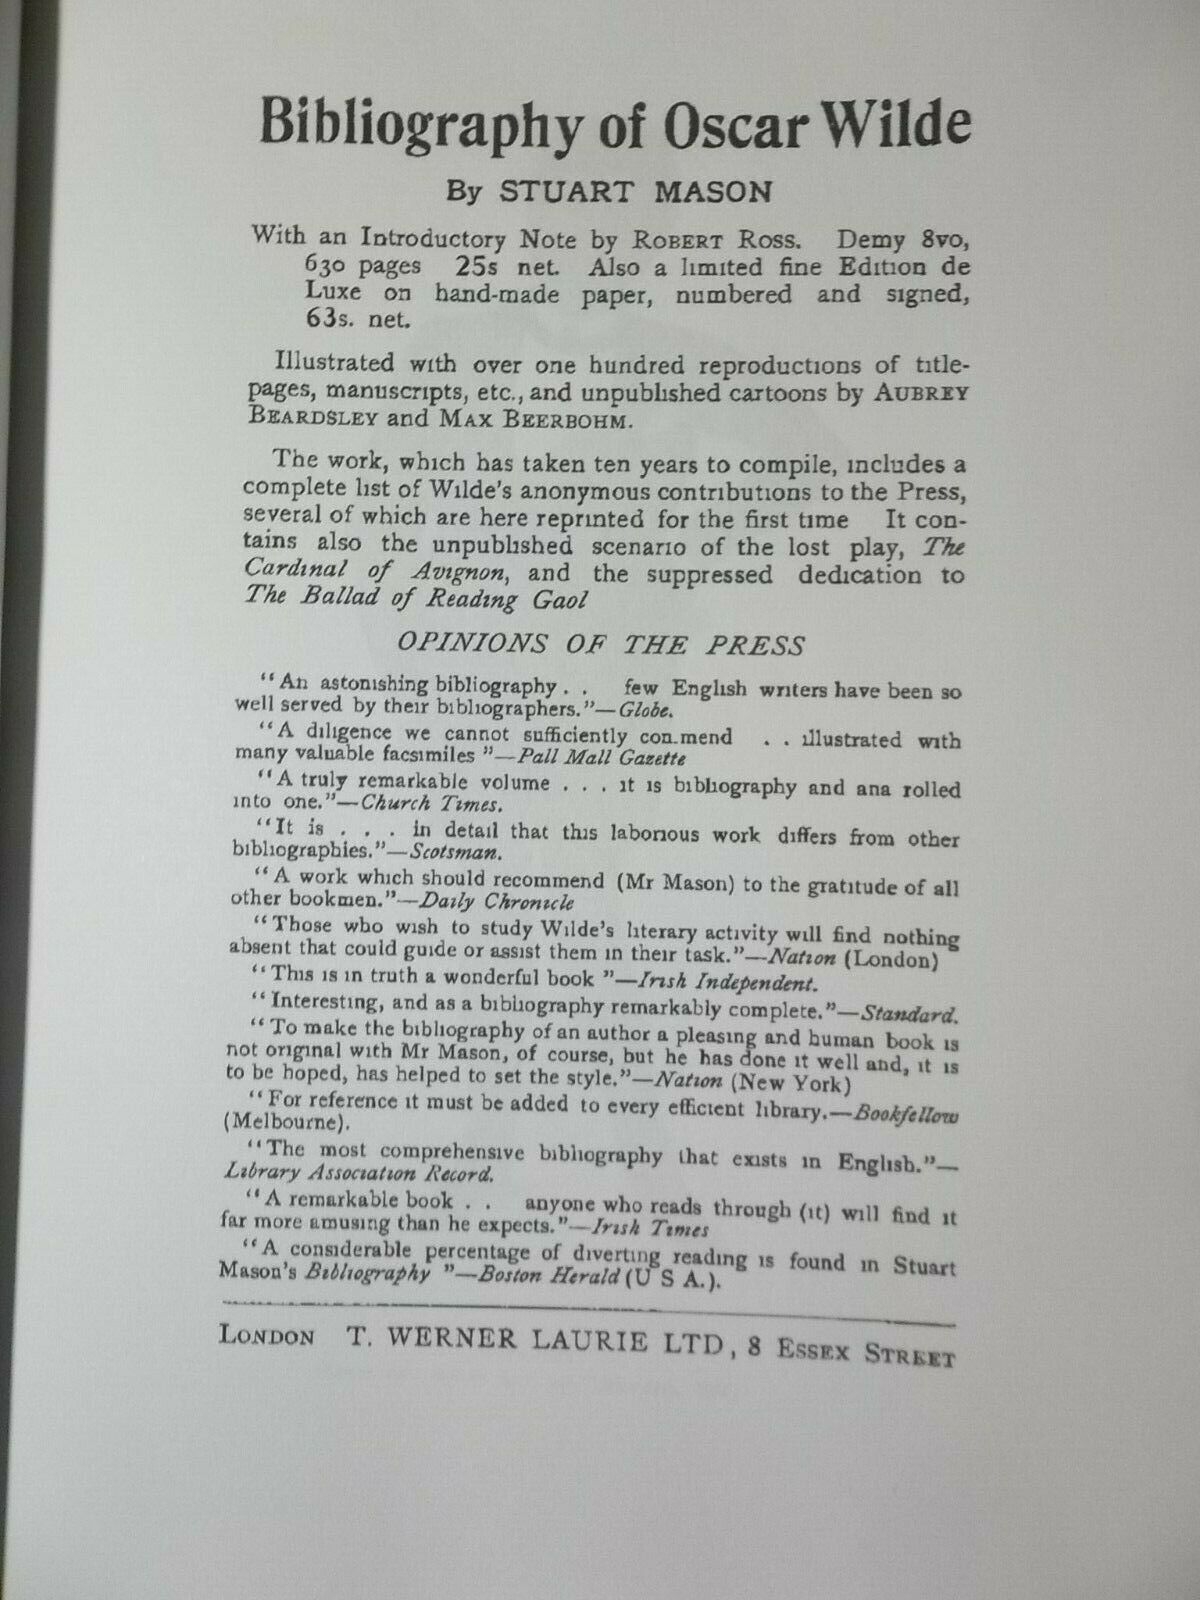 Bibliography of Oscar Wilde
By STUART MASON
With an Introductory Note by ROBERT ROSS. Demy 8vo,
630 pages 25s net. Also a limited fine Edition de
Luxe on hand-made paper, numbered and signed,
63s. net.
Illustrated with over one hundred reproductions of title-
pages, manuscripts, etc., and unpublished cartoons by AUBREY
BEARDSLEY and MAX BEERBOHM.
The work, which has taken ten years to compile, includes a
complete list of Wilde's anonymous contributions to the Press,
several of which are here reprinted for the first time It con-
tains also the unpublished scenario of the lost play, The
Cardinal of Avignon, and the suppressed dedication to
The Ballad of Reading Gaol
OPINIONS OF THE PRESS
"An astonishing bibliography . . few English writers have been so
well served by their bibliographers."—Globe.
"A diligence we cannot sufficiently commend . . illustrated with
many valuable facsimiles "—Pall Mall Gazette
"A truly remarkable volume . . . it is bibliography and ana rolled
into one."—Church Times.
"It is . . . in detail that this laborious work differs from other
bibliographies."—Scotsman.
"A work which should recommend (Mr Mason) to the gratitude of all
other bookmen."—Daily Chronicle
"Those who wish to study Wilde's literary activity will find nothing
absent that could guide or assist them in their task."—Nation (London)
"This is in truth a wonderful book "—Irish Independent.
"Interesting, and as a bibliography remarkably complete."—Standard.
"To make the bibliography of an author a pleasing and human book is
not original with Mr Mason, of course, but he has done it well and, it is
to be hoped, has helped to set the style."—Nation (New York)
"For reference it must be added to every efficient library.—Bookfellow
(Melbourne).
"The most comprehensive bibliography that exists in English."—
Library Association Record.
"A remarkable book . . anyone who reads through (it) will find it
far more amusing than he expects."—Irish Times
"A considerable percentage of diverting reading is found in Stuart
Mason's Bibliography "—Boston Herald (U S A.).
LONDON T. WERNER LAURIE LTD, 8 ESSEX STREET